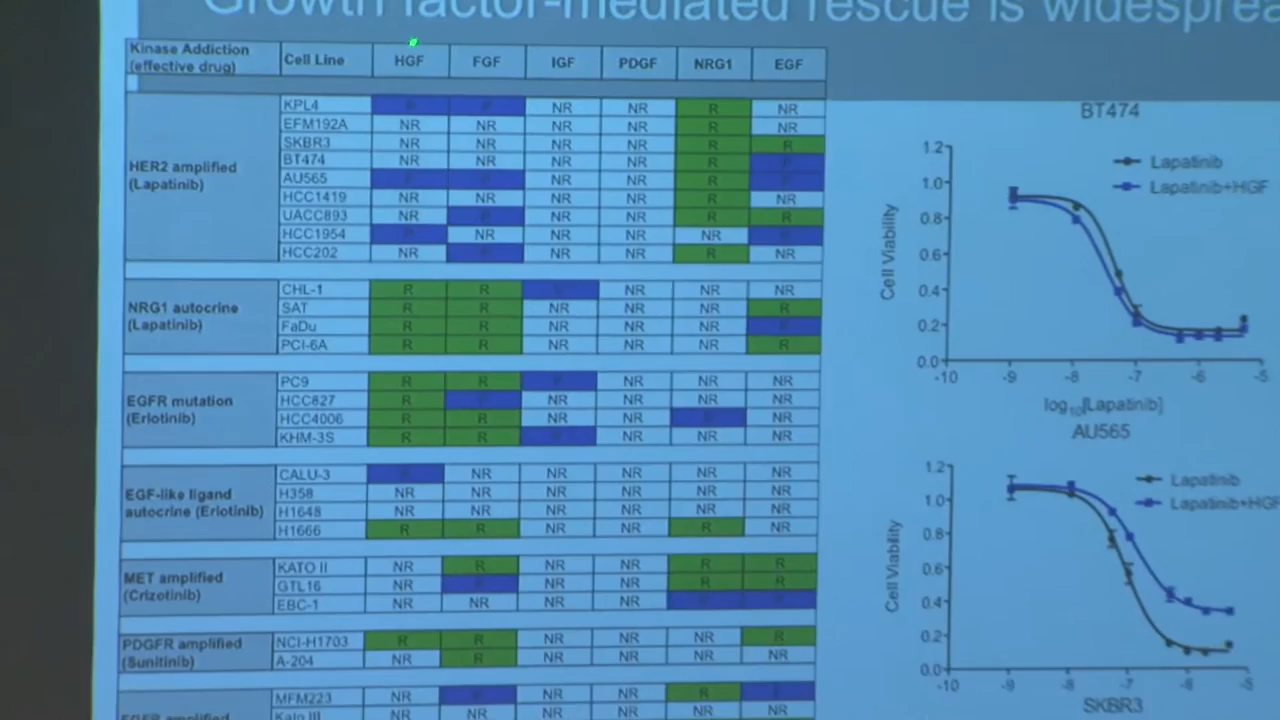 Growth factor-mediated rescue is
Kinase Addiction (effective drug) Cell Line HGF FGF IGF PDGF NRG1 EGF
HER2 amplified (Lapatinib)
KPL4 P P NR NR R NR
EFM192A NR NR NR NR R NR
SKBR3 NR NR NR NR R R
BT474 NR NR NR NR R P
AU565 P P NR NR R P
HCC1419 NR NR NR NR R NR
UACC893 NR P NR NR R R
HCC1954 P NR NR NR NR P
HCC202 NR P NR NR R NR
NRG1 autocrine (Lapatinib)
CHL-1 R R P NR NR NR
SAT R R NR NR NR R
FaDu R R NR NR NR P
PCI-6A R R NR NR NR R
EGFR mutation (Erlotinib)
PC9 R R P NR NR NR
HCC827 R P NR NR NR NR
HCC4006 R R NR NR P NR
KHM-3S R R P NR NR NR
EGF-like ligand autocrine (Erlotinib)
CALU-3 P NR NR NR NR NR
H358 NR NR NR NR NR NR
H1648 NR NR NR NR NR NR
H1666 R R NR NR R NR
MET amplified (Crizotinib)
KATO II NR R NR NR R R
GTL16 NR P NR NR R R
EBC-1 NR NR NR NR P P
PDGFR amplified (Sunitinib)
NCI-H1703 R R NR NR NR R
A-204 NR R NR NR NR NR
MFM223 NR P NR NR R P
Kato III NR NR NR NR
BT474
Lapatinib
Lapatinib+HGF
Cell Viability
1.2
1.0
0.8
0.6
0.4
0.2
0.0
-10 -9 -8 -7 -6 -5
log10[Lapatinib]
AU565
Lapatinib
Lapatinib+HGF
Cell Viability
1.2
1.0
0.8
0.6
0.4
0.2
0.0
-10 -9 -8 -7 -6 -5
SKBR3